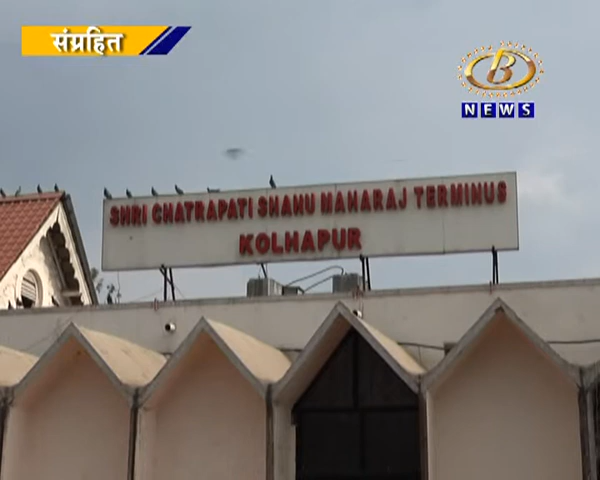 संग्रहित
B
NEWS
SHRI CHATRAPATI SHAHU MAHARAJ TERMINUS
KOLHAPUR